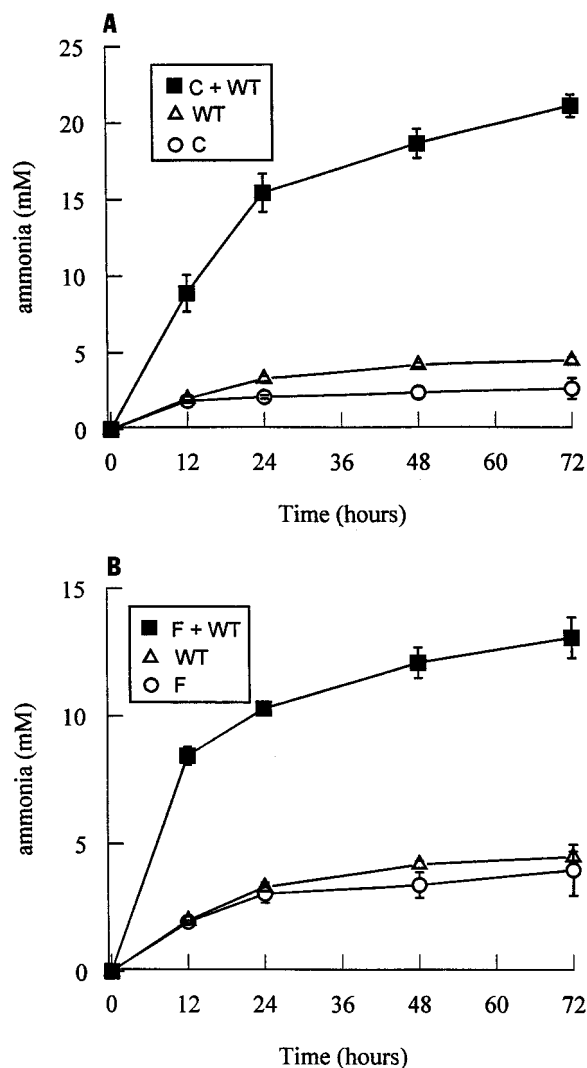 A
25
C + WT
WT
C
20
15
10
5
0
ammonia (mM)
0 12 24 36 48 60 72
Time (hours)
B
15
F + WT
WT
F
10
5
0
ammonia (mM)
0 12 24 36 48 60 72
Time (hours)